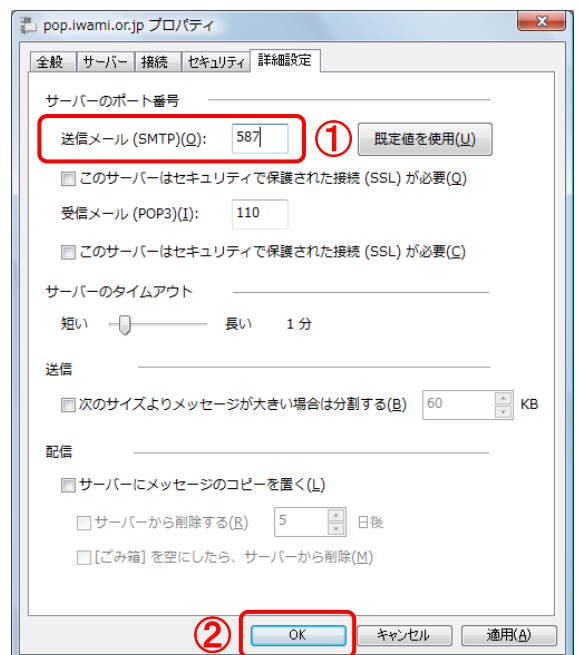 pop.iwami.or.jp プロパティ
全般 サーバー 接続 セキュリティ 詳細設定
サーバーのポート番号
送信メール (SMTP)(O): 587 ① 既定値を使用(U)
このサーバーはセキュリティで保護された接続 (SSL) が必要(Q)
受信メール (POP3)(I): 110
このサーバーはセキュリティで保護された接続 (SSL) が必要(C)
サーバーのタイムアウト
短い 長い 1 分
送信
次のサイズよりメッセージが大きい場合は分割する(B) 60 KB
配信
サーバーにメッセージのコピーを置く(L)
サーバーから削除する(R) 5 日後
[ごみ箱] を空にしたら、サーバーから削除(M)
② OK キャンセル 適用(A)